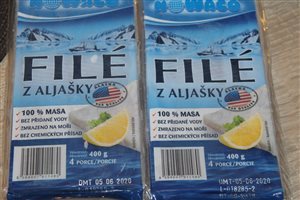 NOWACO
FILÉ
Z ALJAŠKY
100 % MASA
BEZ PŘIDANÉ VODY
ZMRAZENO NA MOŘI
BEZ CHEMICKÝCH PŘÍSAD
400 g
4 PORCE/PORCIE
DMT 05-06-2020
NOWACO
FILÉ
Z ALJAŠKY
100 % MASA
BEZ PŘIDANÉ VODY
ZMRAZENO NA MOŘI
BEZ CHEMICKÝCH PŘÍSAD
400 g
4 PORCE/PORCIE
DMT 05-06-2020
L-018285-2